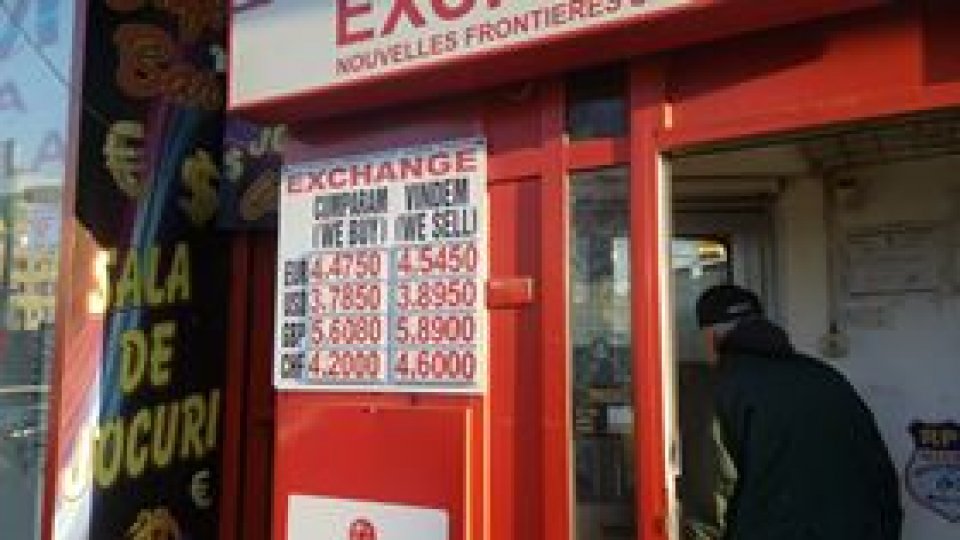 NOUVELLES FRONTIERES
EXCHANGE
CUMPARAM VINDEM
(WE BUY) (WE SELL)
EUR 4.4750 4.5450
USD 3.7850 3.8950
GBP 5.6080 5.8900
CHF 4.2000 4.6000
€ $
SALA
DE
JOCURI
€